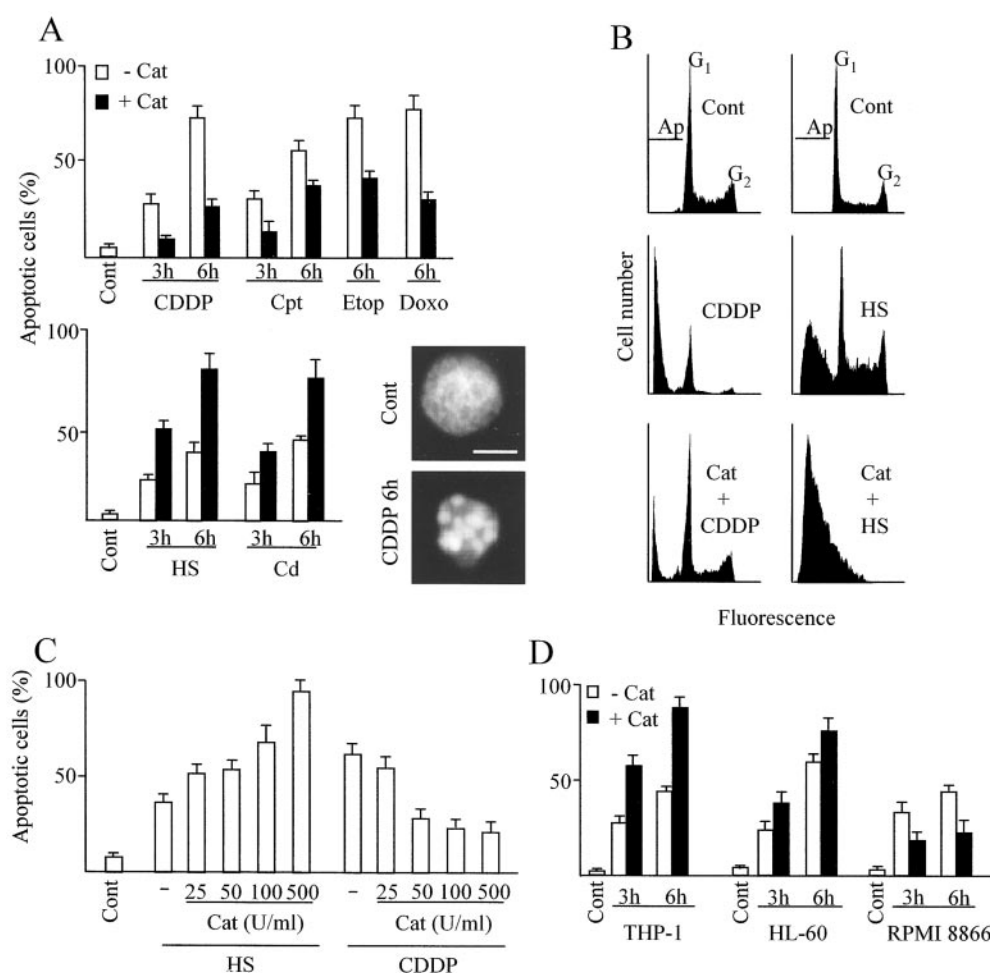 A
100
- Cat
+ Cat
50
Apoptotic cells (%)
Cont
3h 6h 3h 6h 6h 6h
CDDP Cpt Etop Doxo
50
Cont
3h 6h 3h 6h
HS Cd
Cont
CDDP 6h
B
G1 G1
Cont Cont
Ap Ap
G2 G2
Cell number
CDDP HS
Cat Cat
+ +
CDDP HS
Fluorescence
C
100
50
Apoptotic cells (%)
Cont
– 25 50 100 500 – 25 50 100 500
Cat (U/ml) Cat (U/ml)
HS CDDP
D
100
- Cat
+ Cat
50
Cont 3h 6h Cont 3h 6h Cont 3h 6h
THP-1 HL-60 RPMI 8866